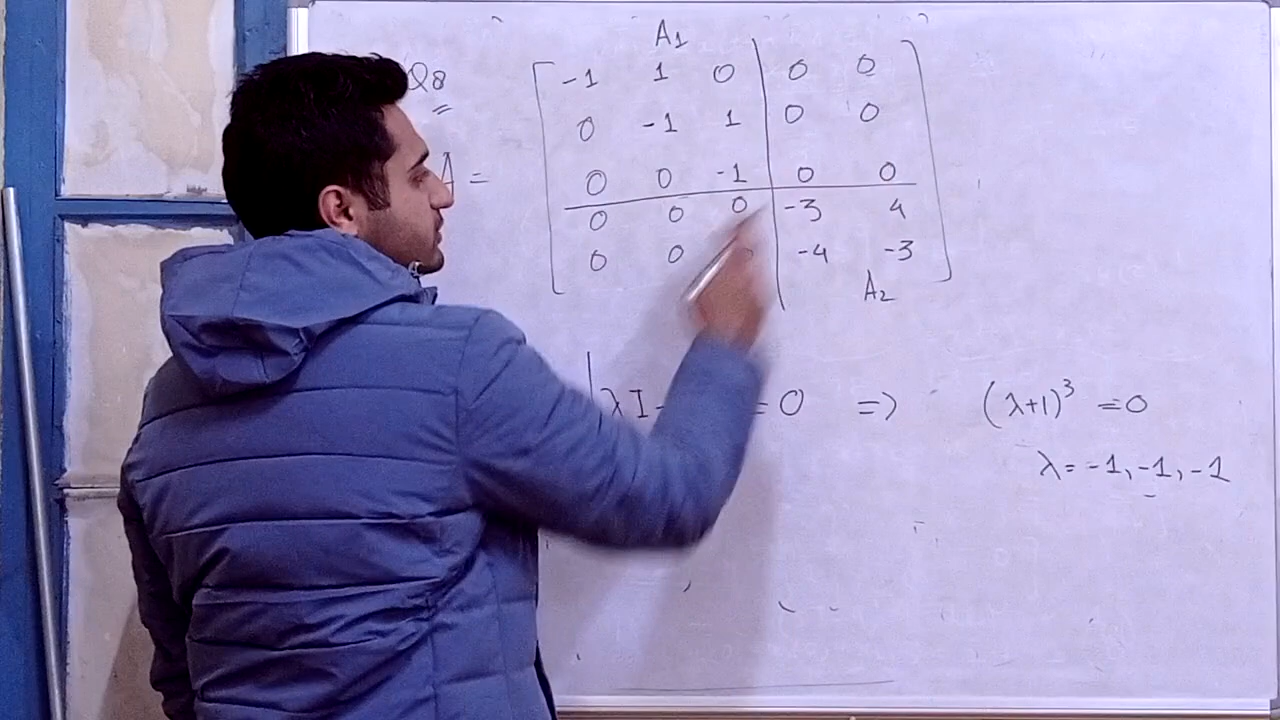 A1
Q8
-1 1 0 0 0
0 -1 1 0 0
A = 0 0 -1 0 0
0 0 0 -3 4
0 0 -4 -3
A2
λI- =0 => (λ+1)³ =0
λ= -1, -1, -1